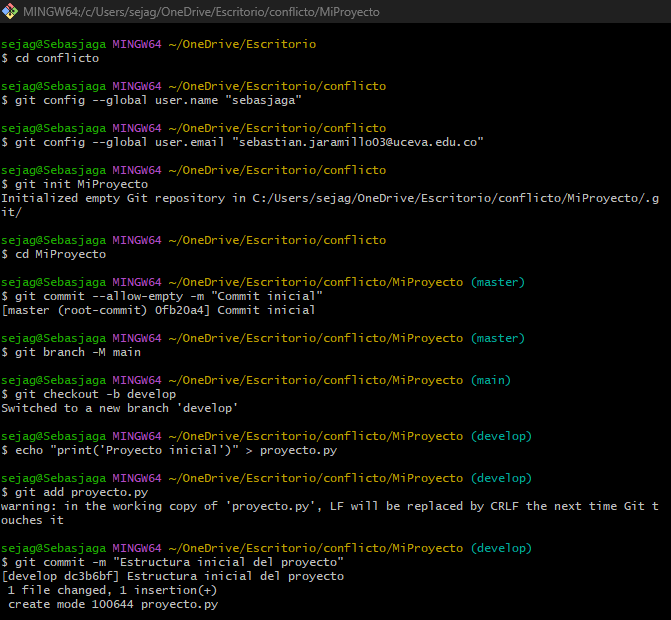 MINGW64:/c/Users/sejag/OneDrive/Escritorio/conflicto/MiProyecto
sejag@Sebasjaga MINGW64 ~/OneDrive/Escritorio
$ cd conflicto
sejag@Sebasjaga MINGW64 ~/OneDrive/Escritorio/conflicto
$ git config --global user.name "sebasjaga"
sejag@Sebasjaga MINGW64 ~/OneDrive/Escritorio/conflicto
$ git config --global user.email "sebastian.jaramillo03@uceva.edu.co"
sejag@Sebasjaga MINGW64 ~/OneDrive/Escritorio/conflicto
$ git init MiProyecto
Initialized empty Git repository in C:/Users/sejag/OneDrive/Escritorio/conflicto/MiProyecto/.g
it/
sejag@Sebasjaga MINGW64 ~/OneDrive/Escritorio/conflicto
$ cd MiProyecto
sejag@Sebasjaga MINGW64 ~/OneDrive/Escritorio/conflicto/MiProyecto (master)
$ git commit --allow-empty -m "Commit inicial"
[master (root-commit) 0fb20a4] Commit inicial
sejag@Sebasjaga MINGW64 ~/OneDrive/Escritorio/conflicto/MiProyecto (master)
$ git branch -M main
sejag@Sebasjaga MINGW64 ~/OneDrive/Escritorio/conflicto/MiProyecto (main)
$ git checkout -b develop
Switched to a new branch 'develop'
sejag@Sebasjaga MINGW64 ~/OneDrive/Escritorio/conflicto/MiProyecto (develop)
$ echo "print('Proyecto inicial')" > proyecto.py
sejag@Sebasjaga MINGW64 ~/OneDrive/Escritorio/conflicto/MiProyecto (develop)
$ git add proyecto.py
warning: in the working copy of 'proyecto.py', LF will be replaced by CRLF the next time Git t
ouches it
sejag@Sebasjaga MINGW64 ~/OneDrive/Escritorio/conflicto/MiProyecto (develop)
$ git commit -m "Estructura inicial del proyecto"
[develop dc3b6bf] Estructura inicial del proyecto
1 file changed, 1 insertion(+)
create mode 100644 proyecto.py